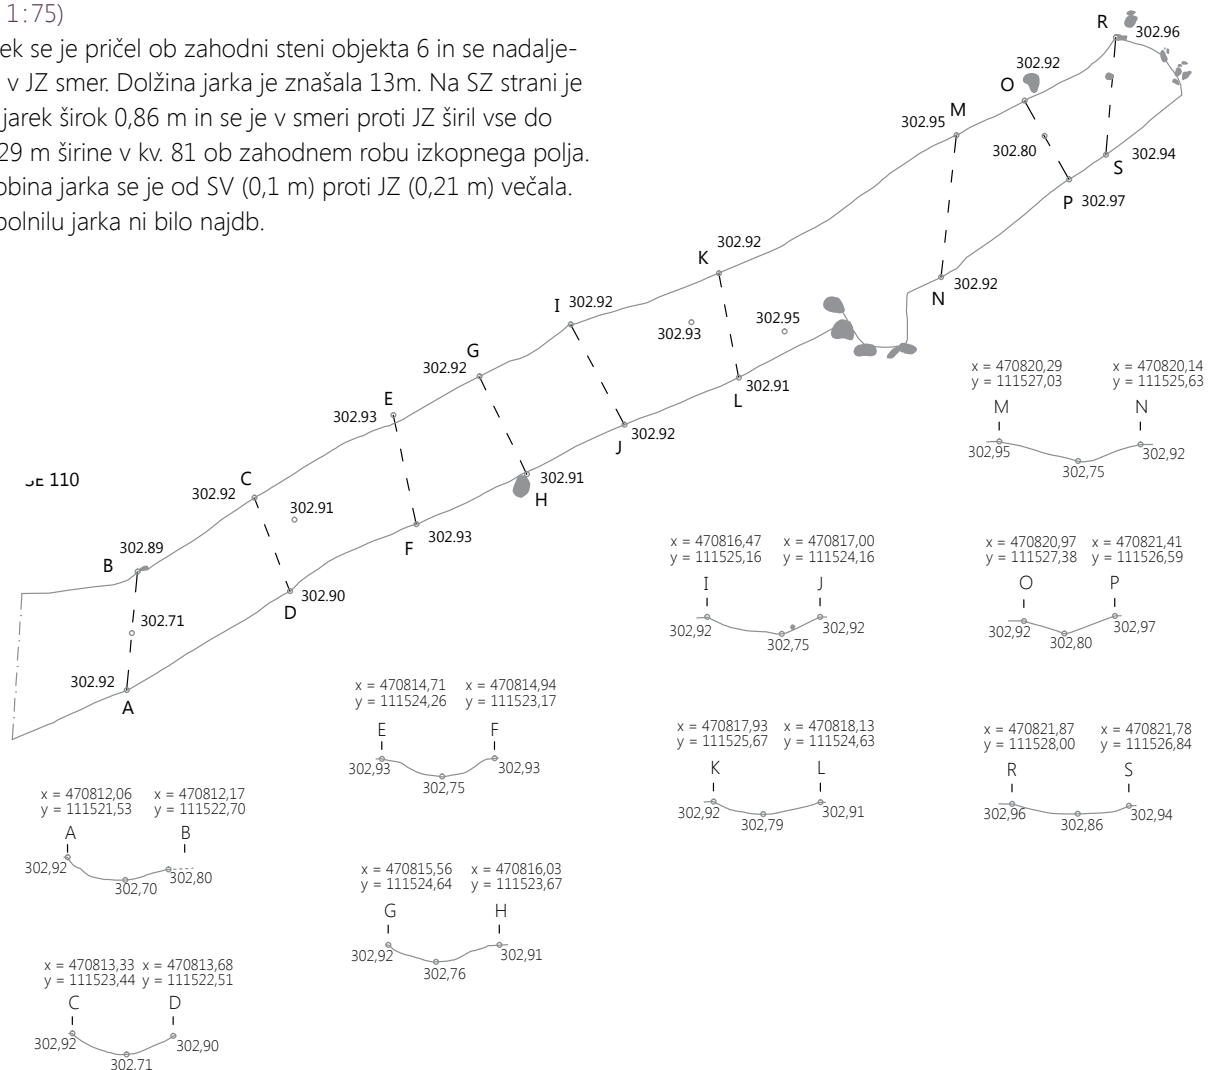 1:75)
ek se je pričel ob zahodni steni objekta 6 in se nadalje-
v JZ smer. Dolžina jarka je znašala 13m. Na SZ strani je
jarek širok 0,86 m in se je v smeri proti JZ širil vse do
29 m širine v kv. 81 ob zahodnem robu izkopnega polja.
obina jarka se je od SV (0,1 m) proti JZ (0,21 m) večala.
polnilu jarka ni bilo najdb.
R
302.96
302.92
O
M
302.95
302.80
302.94
S
P 302.97
302.92
K
N
302.92
I 302.92
302.93
302.95
G
302.92
302.91
L
E
302.93
J
302.92
302.91
H
C
302.92
302.91
F
302.93
110
302.89
B
302.90
D
302.71
302.92
A
x = 470820,29 x = 470820,14
y = 111527,03 y = 111525,63
M N
302,95 302,75 302,92
x = 470816,47 x = 470817,00
y = 111525,16 y = 111524,16
I J
302,92 302,75 302,92
x = 470820,97 x = 470821,41
y = 111527,38 y = 111526,59
O P
302,92 302,80 302,97
x = 470814,71 x = 470814,94
y = 111524,26 y = 111523,17
E F
302,93 302,75 302,93
x = 470817,93 x = 470818,13
y = 111525,67 y = 111524,63
K L
302,92 302,79 302,91
x = 470821,87 x = 470821,78
y = 111528,00 y = 111526,84
R S
302,96 302,86 302,94
x = 470812,06 x = 470812,17
y = 111521,53 y = 111522,70
A B
302,92 302,70 302,80
x = 470815,56 x = 470816,03
y = 111524,64 y = 111523,67
G H
302,92 302,76 302,91
x = 470813,33 x = 470813,68
y = 111523,44 y = 111522,51
C D
302,92 302.71 302,90